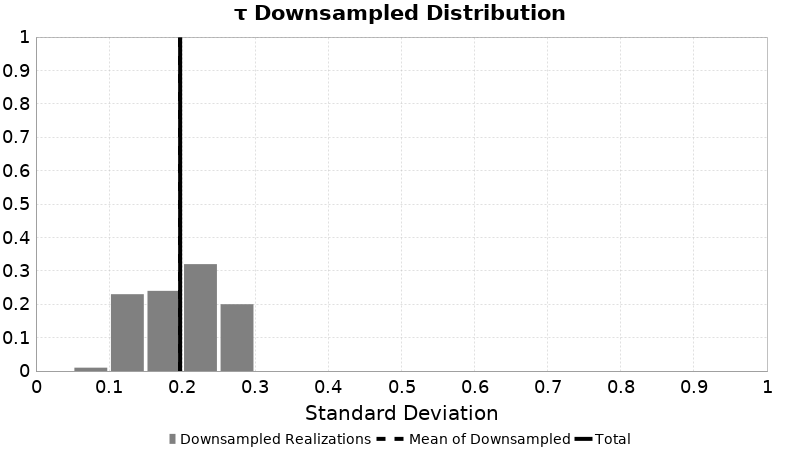 τ Downsampled Distribution
1
0.9
0.8
0.7
0.6
0.5
0.4
0.3
0.2
0.1
0
0 0.1 0.2 0.3 0.4 0.5 0.6 0.7 0.8 0.9 1
Standard Deviation
Downsampled Realizations Mean of Downsampled Total